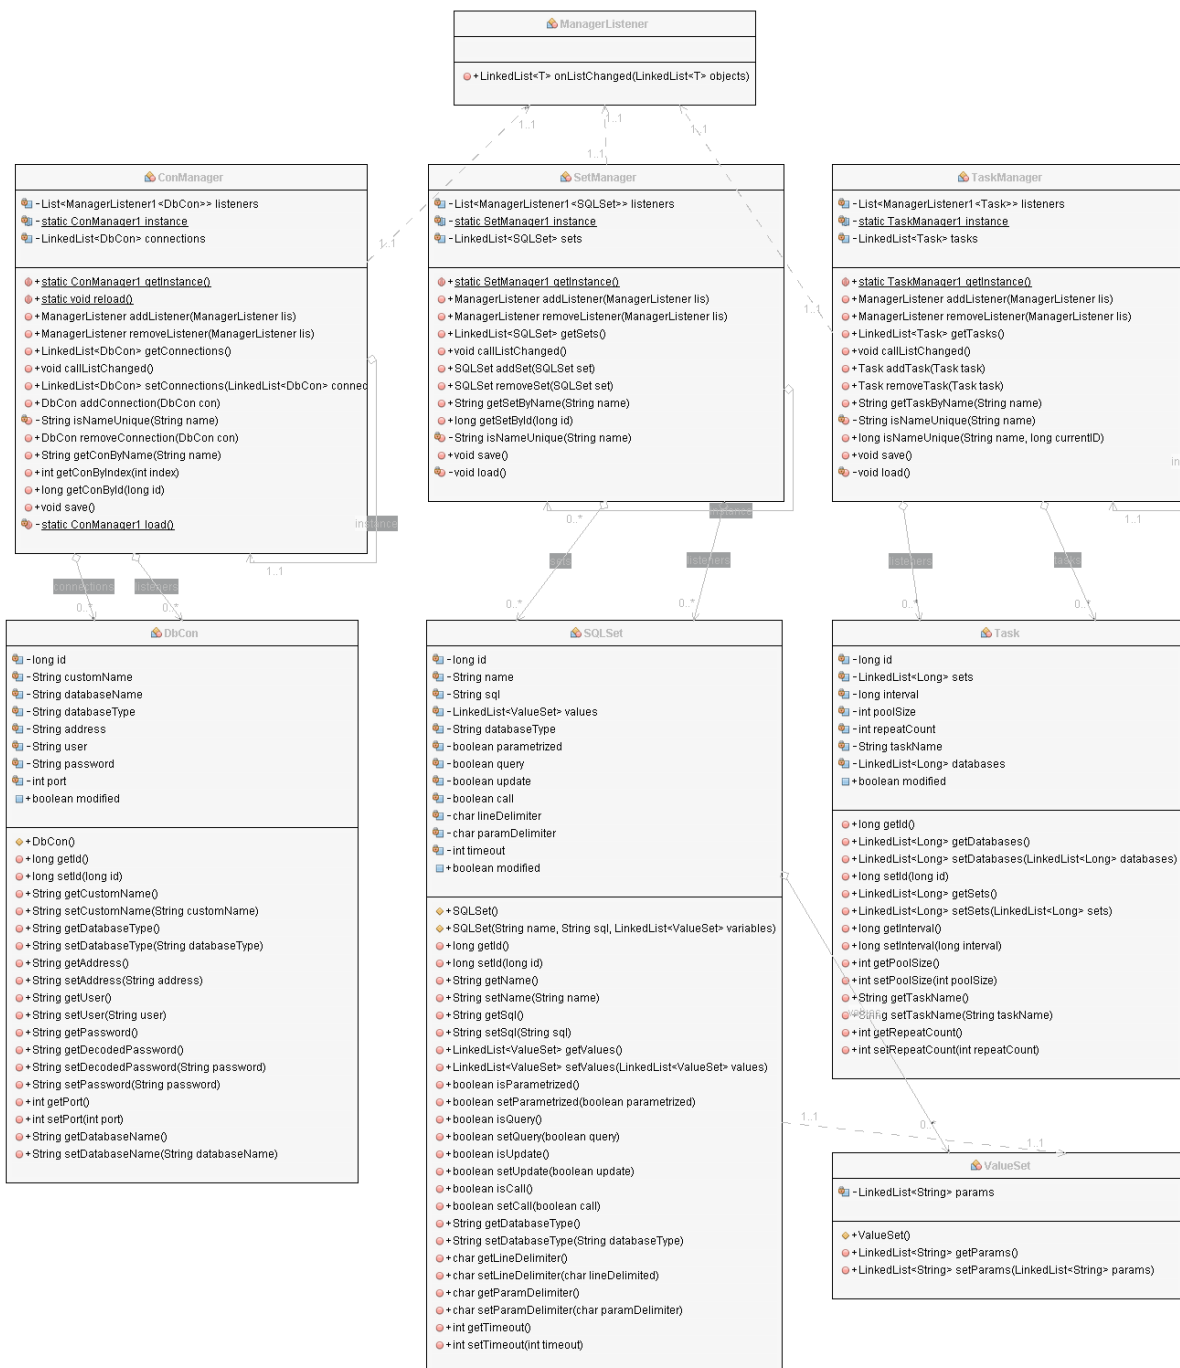 ManagerListener
+LinkedList<T> onListChanged(LinkedList<T> objects)
1..1
1..1
1..1
1..1
1..1
1..1
ConManager
-List<ManagerListener1<DbCon>> listeners
-static ConManager1 instance
-LinkedList<DbCon> connections
+static ConManager1 getInstance()
+static void reload()
+ManagerListener addListener(ManagerListener lis)
+ManagerListener removeListener(ManagerListener lis)
+LinkedList<DbCon> getConnections()
+void callListChanged()
+LinkedList<DbCon> setConnections(LinkedList<DbCon> connec
+DbCon addConnection(DbCon con)
-String isNameUnique(String name)
+DbCon removeConnection(DbCon con)
+String getConByName(String name)
+int getConByIndex(int index)
+long getConById(long id)
+void save()
-static ConManager1 load()
instance
1..1
SetManager
-List<ManagerListener1<SQLSet>> listeners
-static SetManager1 instance
-LinkedList<SQLSet> sets
+static SetManager1 getInstance()
+ManagerListener addListener(ManagerListener lis)
+ManagerListener removeListener(ManagerListener lis)
+LinkedList<SQLSet> getSets()
+void callListChanged()
+SQLSet addSet(SQLSet set)
+SQLSet removeSet(SQLSet set)
+String getSetByName(String name)
+long getSetById(long id)
-String isNameUnique(String name)
+void save()
-void load()
instance
0..*
TaskManager
-List<ManagerListener1<Task>> listeners
-static TaskManager1 instance
-LinkedList<Task> tasks
+static TaskManager1 getInstance()
+ManagerListener addListener(ManagerListener lis)
+ManagerListener removeListener(ManagerListener lis)
+LinkedList<Task> getTasks()
+void callListChanged()
+Task addTask(Task task)
+Task removeTask(Task task)
+String getTaskByName(String name)
-String isNameUnique(String name)
+long isNameUnique(String name, long currentID)
+void save()
-void load()
in
1..1
connections
listeners
0..*
0..*
sets
listeners
0..*
0..*
listeners
tasks
0..*
0..*
DbCon
-long id
-String customName
-String databaseName
-String databaseType
-String address
-String user
-String password
-int port
+boolean modified
+DbCon()
+long getId()
+long setId(long id)
+String getCustomName()
+String setCustomName(String customName)
+String getDatabaseType()
+String setDatabaseType(String databaseType)
+String getAddress()
+String setAddress(String address)
+String getUser()
+String setUser(String user)
+String getPassword()
+String getDecodedPassword()
+String setDecodedPassword(String password)
+String setPassword(String password)
+int getPort()
+int setPort(int port)
+String getDatabaseName()
+String setDatabaseName(String databaseName)
SQLSet
-long id
-String name
-String sql
-LinkedList<ValueSet> values
-String databaseType
-boolean parametrized
-boolean query
-boolean update
-boolean call
-char lineDelimiter
-char paramDelimiter
-int timeout
+boolean modified
+SQLSet()
+SQLSet(String name, String sql, LinkedList<ValueSet> variables)
+long getId()
+long setId(long id)
+String getName()
+String setName(String name)
+String getSql()
+String setSql(String sql)
+LinkedList<ValueSet> getValues()
+LinkedList<ValueSet> setValues(LinkedList<ValueSet> values)
+boolean isParametrized()
+boolean setParametrized(boolean parametrized)
+boolean isQuery()
+boolean setQuery(boolean query)
+boolean isUpdate()
+boolean setUpdate(boolean update)
+boolean isCall()
+boolean setCall(boolean call)
+String getDatabaseType()
+String setDatabaseType(String databaseType)
+char getLineDelimiter()
+char setLineDelimiter(char lineDelimited)
+char getParamDelimiter()
+char setParamDelimiter(char paramDelimiter)
+int getTimeout()
+int setTimeout(int timeout)
Task
-long id
-LinkedList<Long> sets
-long interval
-int poolSize
-int repeatCount
-String taskName
-LinkedList<Long> databases
+boolean modified
+long getId()
+LinkedList<Long> getDatabases()
+LinkedList<Long> setDatabases(LinkedList<Long> databases)
+long setId(long id)
+LinkedList<Long> getSets()
+LinkedList<Long> setSets(LinkedList<Long> sets)
+long getInterval()
+long setInterval(long interval)
+int getPoolSize()
+int setPoolSize(int poolSize)
+String getTaskName()
+String setTaskName(String taskName)
+int getRepeatCount()
+int setRepeatCount(int repeatCount)
values
0..*
1..1
1..1
ValueSet
-LinkedList<String> params
+ValueSet()
+LinkedList<String> getParams()
+LinkedList<String> setParams(LinkedList<String> params)